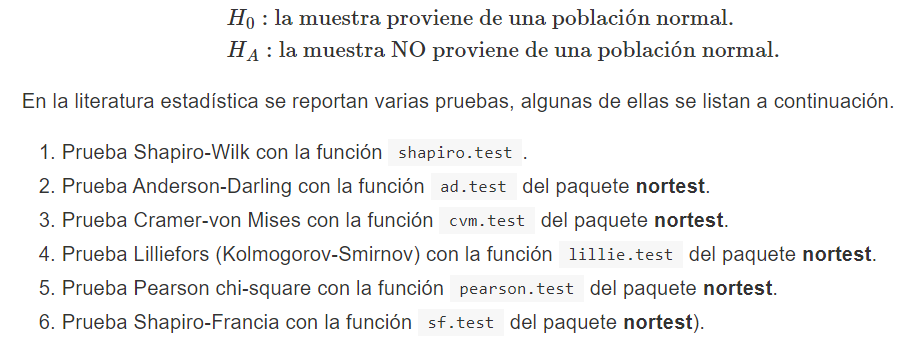 H₀ : la muestra proviene de una población normal.
H_A : la muestra NO proviene de una población normal.
En la literatura estadística se reportan varias pruebas, algunas de ellas se listan a continuación.
1. Prueba Shapiro-Wilk con la función shapiro.test .
2. Prueba Anderson-Darling con la función ad.test del paquete nortest.
3. Prueba Cramer-von Mises con la función cvm.test del paquete nortest.
4. Prueba Lilliefors (Kolmogorov-Smirnov) con la función lillie.test del paquete nortest.
5. Prueba Pearson chi-square con la función pearson.test del paquete nortest.
6. Prueba Shapiro-Francia con la función sf.test del paquete nortest).